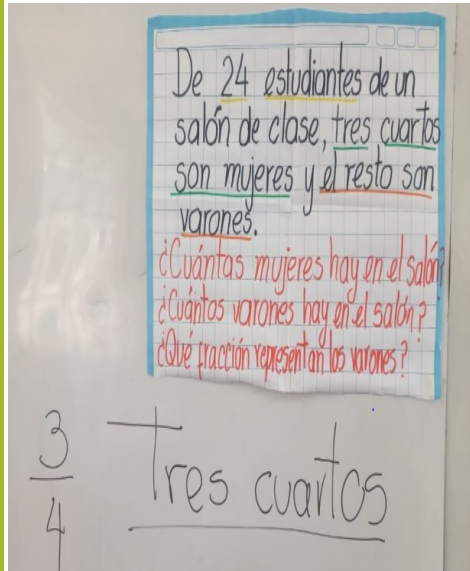 De 24 estudiantes de un
salón de clase, tres cuartos
son mujeres y el resto son
varones.
¿Cuántas mujeres hay en el salón?
¿Cuántos varones hay en el salón?
¿Qué fracción representan los varones?
3
4
Tres cuartos